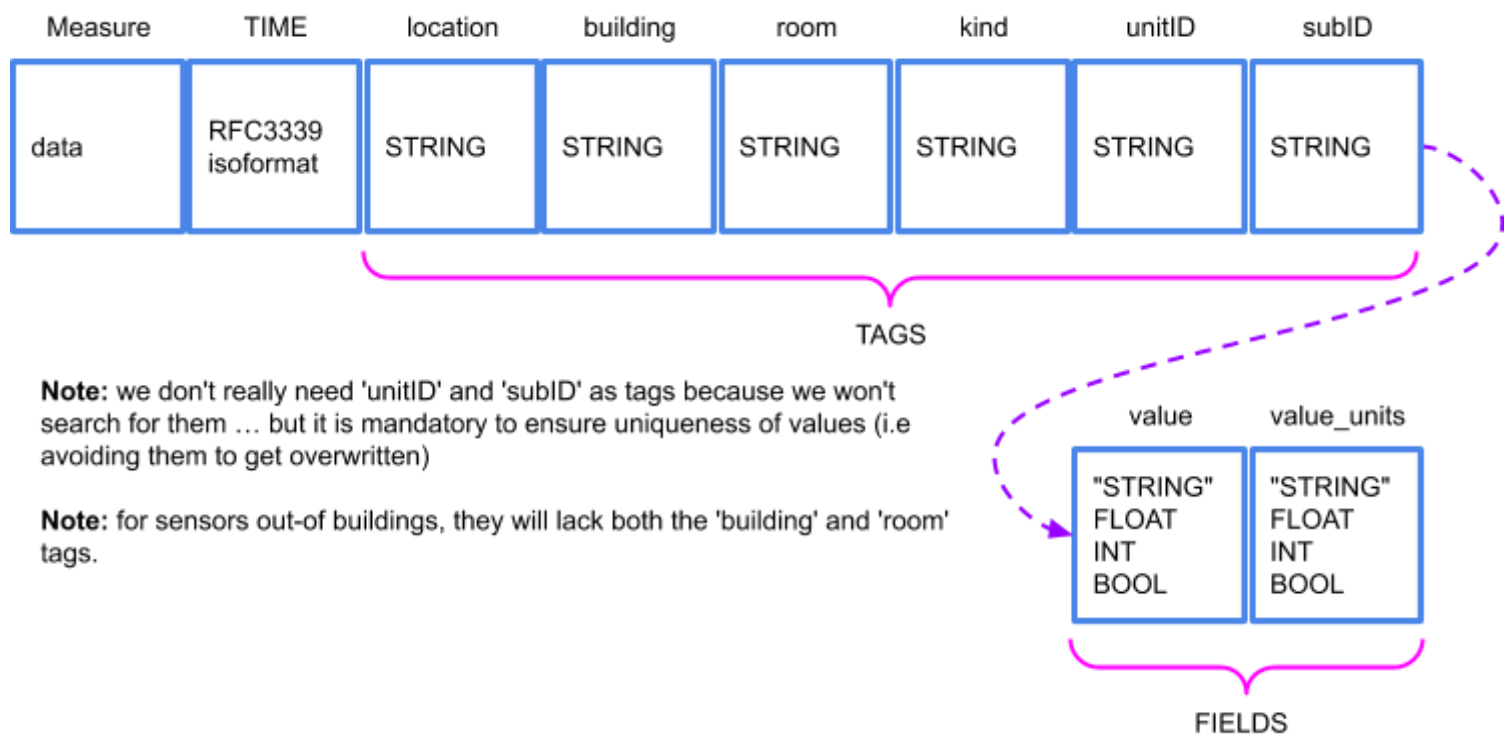 Measure TIME location building room kind unitID subID
data RFC3339 STRING STRING STRING STRING STRING STRING
isoformat
TAGS
Note: we don't really need 'unitID' and 'subID' as tags because we won't
search for them … but it is mandatory to ensure uniqueness of values (i.e
avoiding them to get overwritten)
Note: for sensors out-of buildings, they will lack both the 'building' and 'room'
tags.
value value_units
"STRING" "STRING"
FLOAT FLOAT
INT INT
BOOL BOOL
FIELDS